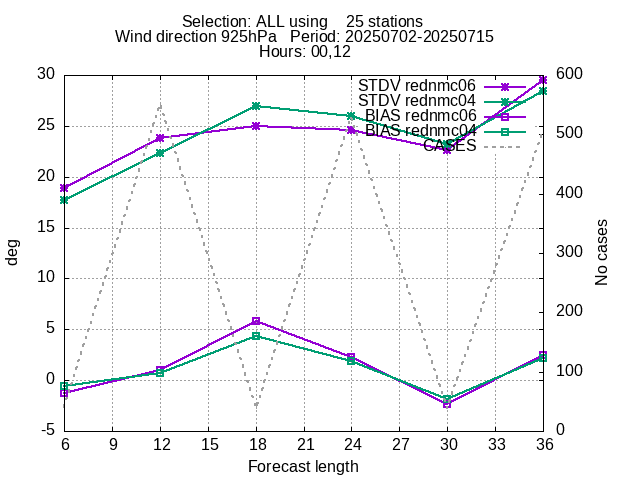 Selection: ALL using 25 stations
Wind direction 925hPa Period: 20250702-20250715
Hours: 00,12
STDV rednmc06
STDV rednmc04
BIAS rednmc06
BIAS rednmc04
CASES
deg
30
25
20
15
10
5
0
-5
600
500
400
300
200
100
0
No cases
6 9 12 15 18 21 24 27 30 33 36
Forecast length